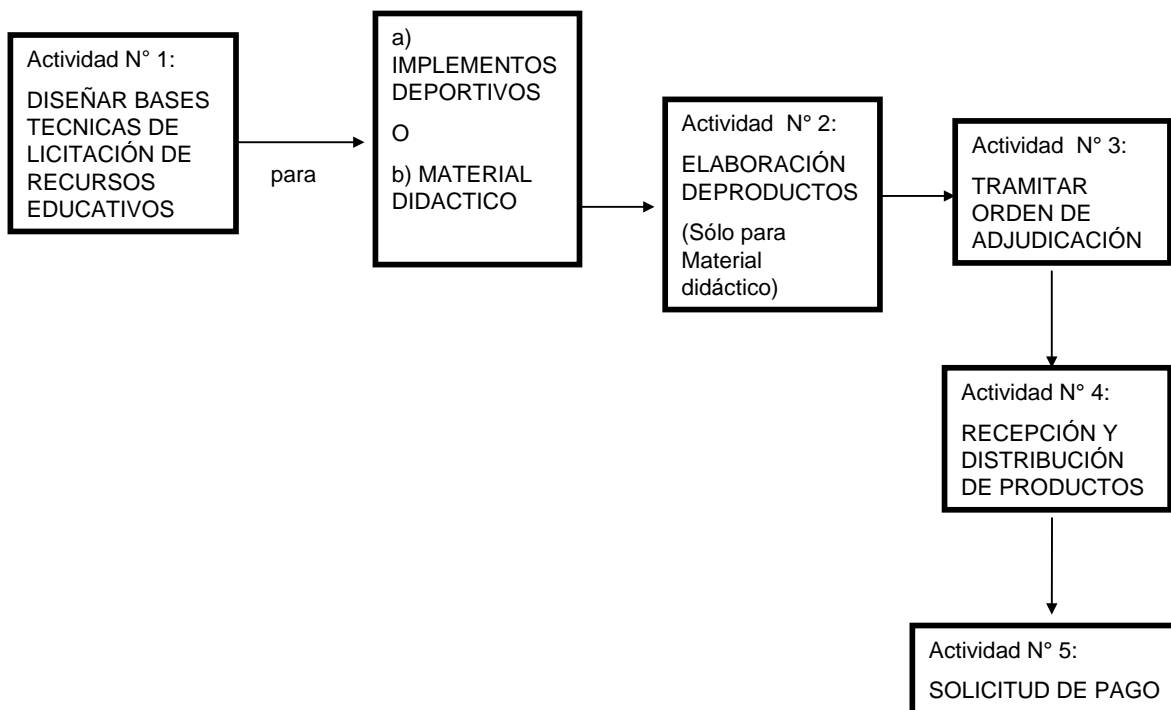 Actividad N° 1:
DISEÑAR BASES
TECNICAS DE
LICITACIÓN DE
RECURSOS
EDUCATIVOS
para
a)
IMPLEMENTOS
DEPORTIVOS
O
b) MATERIAL
DIDACTICO
Actividad N° 2:
ELABORACIÓN
DEPRODUCTOS
(Sólo para
Material
didáctico)
Actividad N° 3:
TRAMITAR
ORDEN DE
ADJUDICACIÓN
Actividad N° 4:
RECEPCIÓN Y
DISTRIBUCIÓN
DE PRODUCTOS
Actividad N° 5:
SOLICITUD DE PAGO